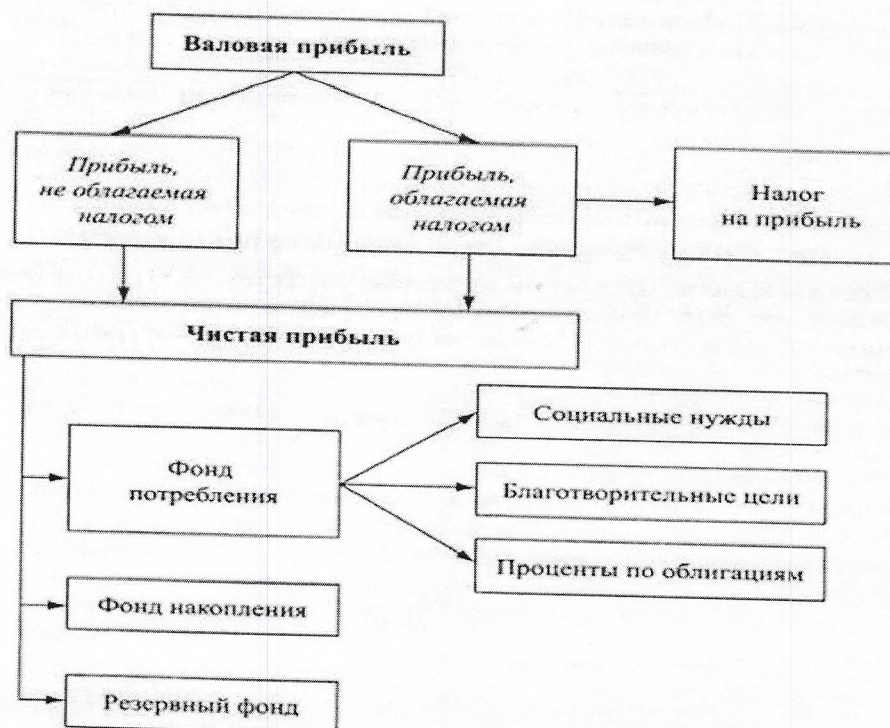 Валовая прибыль
Прибыль,
не облагаемая
налогом
Прибыль,
облагаемая
налогом
Налог
на прибыль
Чистая прибыль
Фонд
потребления
Социальные нужды
Благотворительные цели
Проценты по облигациям
Фонд накопления
Резервный фонд